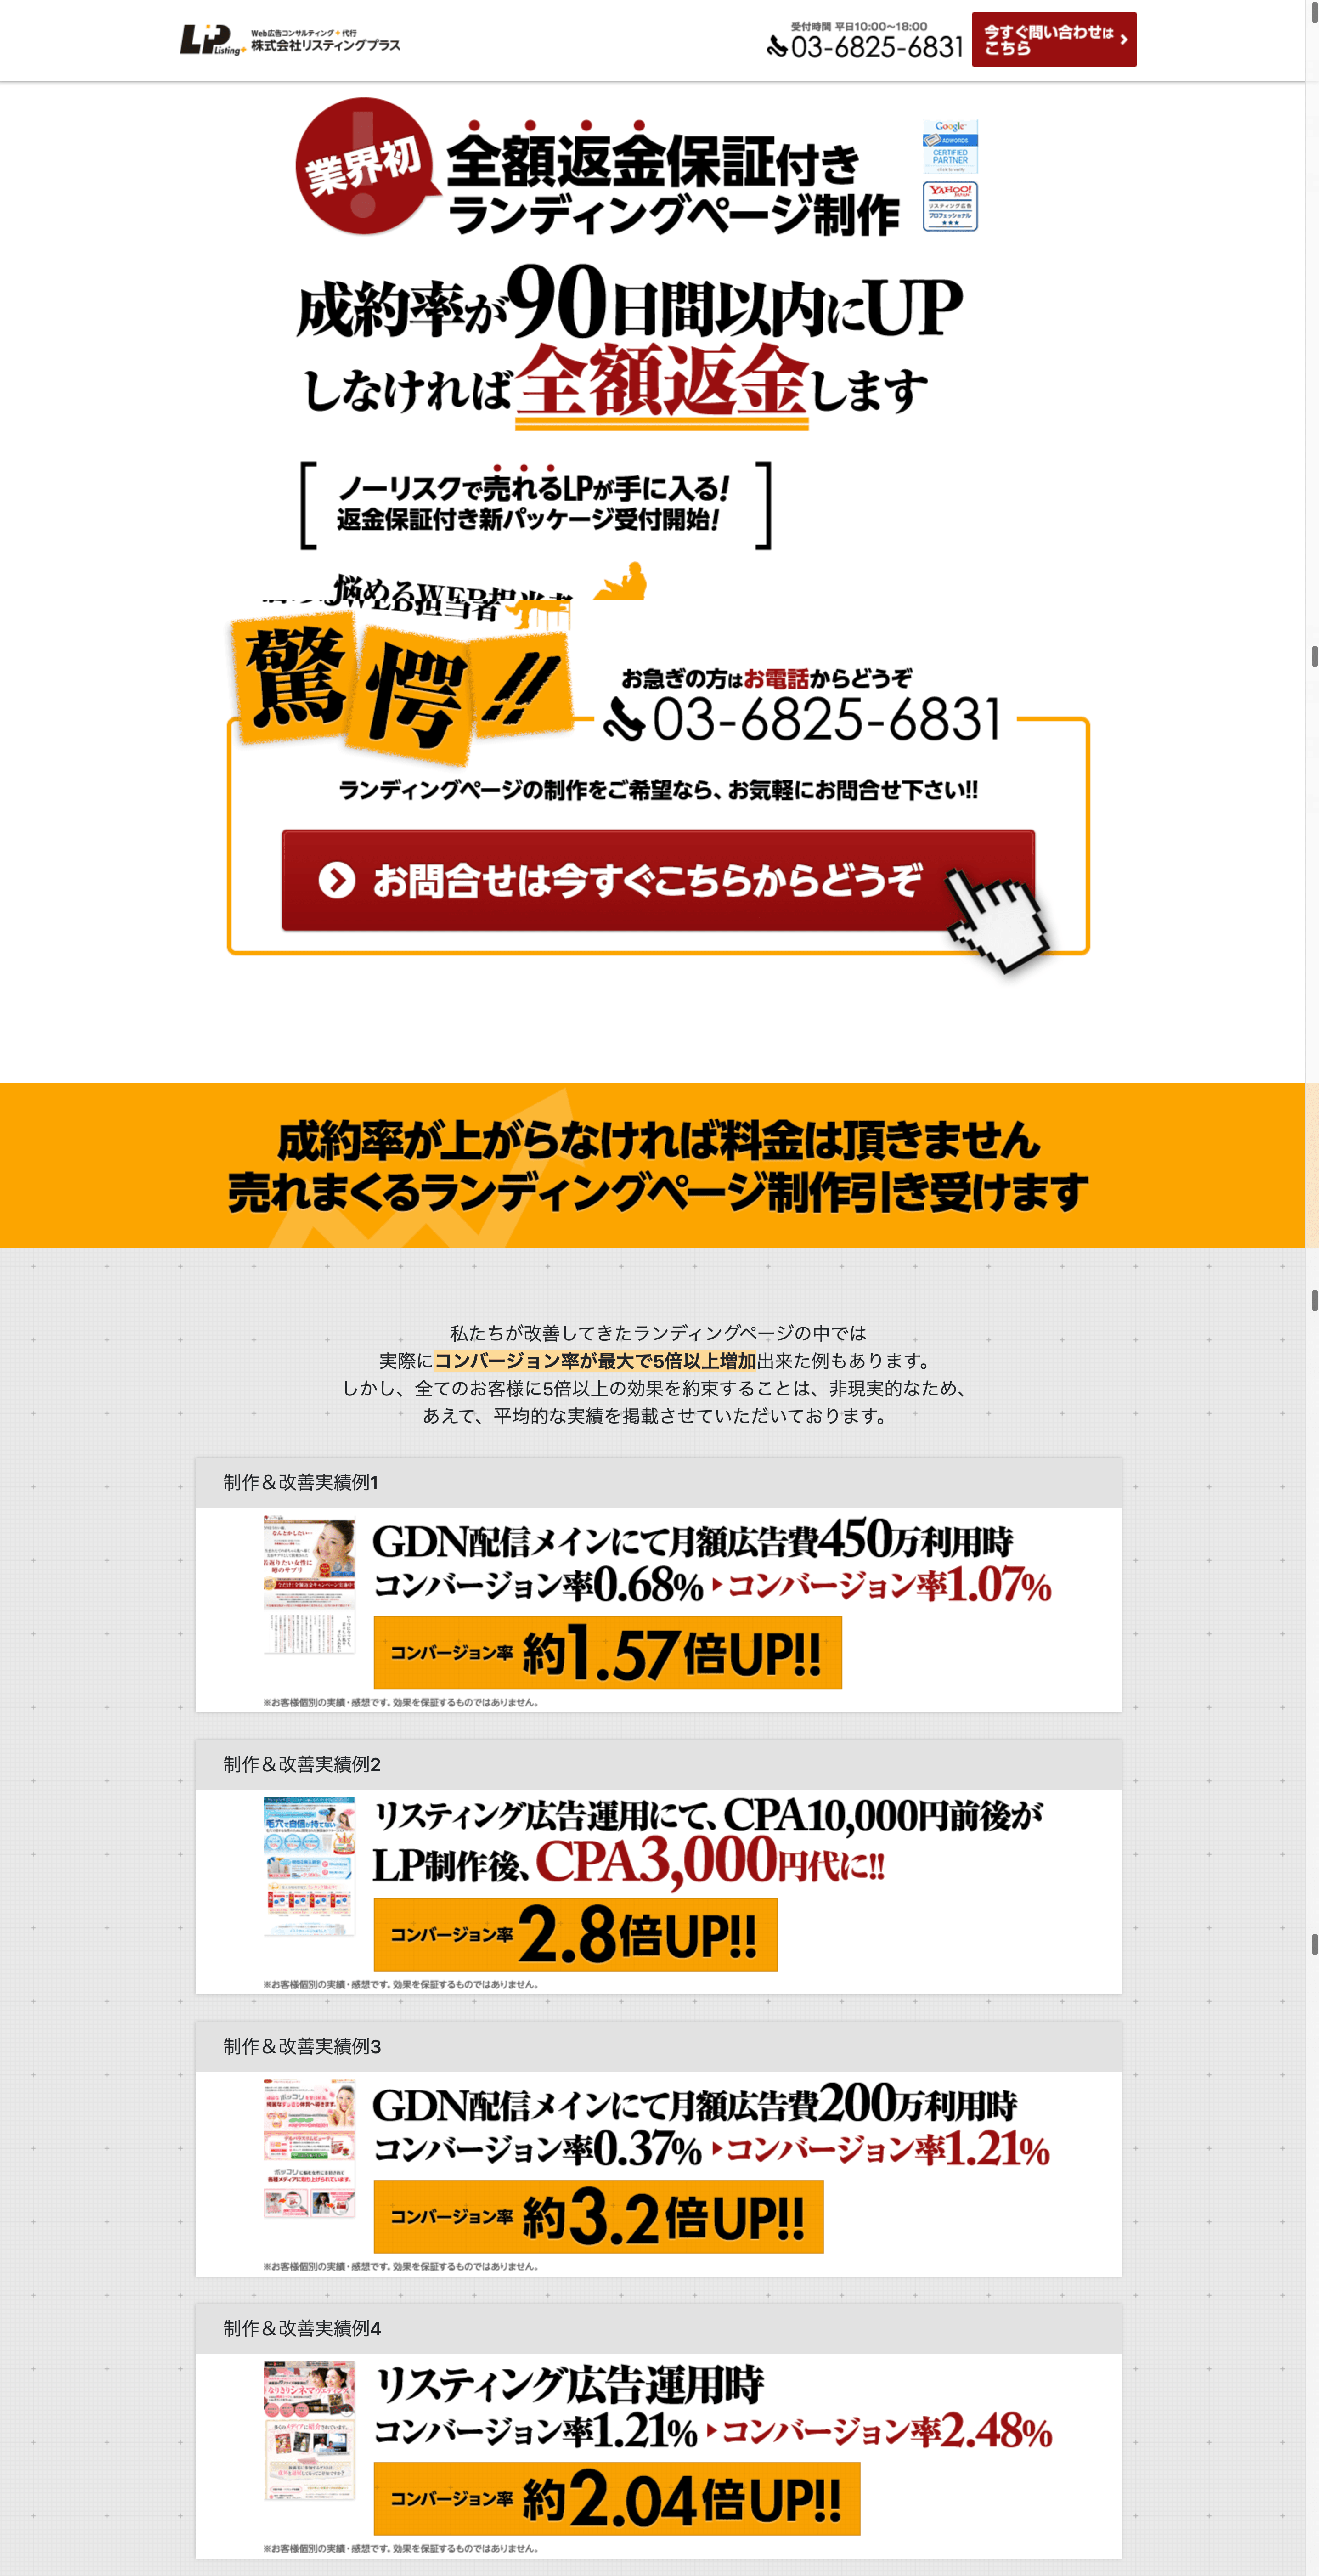 LP Listing+
Web広告コンサルティング+代行
株式会社リスティングプラス
受付時間 平日10:00〜18:00
03-6825-6831
今すぐ問い合わせは
こちら
業界初
全額返金保証付き
ランディングページ制作
Google
ADWORDS
CERTIFIED
PARTNER
click to verify
YAHOO!
JAPAN
リスティング広告
プロフェッショナル
★★★
成約率が90日間以内にUP
しなければ全額返金します
ノーリスクで売れるLPが手に入る!
返金保証付き新パッケージ受付開始!
悩めるWEB担当者
驚愕!!
お急ぎの方はお電話からどうぞ
03-6825-6831
ランディングページの制作をご希望なら、お気軽にお問合せ下さい!!
お問合せは今すぐこちらからどうぞ
成約率が上がらなければ料金は頂きません
売れまくるランディングページ制作引き受けます
私たちが改善してきたランディングページの中では
実際にコンバージョン率が最大で5倍以上増加出来た例もあります。
しかし、全てのお客様に5倍以上の効果を約束することは、非現実的なため、
あえて、平均的な実績を掲載させていただいております。
制作＆改善実績例1
GDN配信メインにて月額広告費450万利用時
コンバージョン率0.68%▶コンバージョン率1.07%
コンバージョン率 約1.57倍UP!!
※お客様個別の実績・感想です。効果を保証するものではありません。
制作＆改善実績例2
毛穴で自信が持てない
リスティング広告運用にて、CPA10,000円前後が
LP制作後、CPA3,000円代に!!
コンバージョン率 2.8倍UP!!
※お客様個別の実績・感想です。効果を保証するものではありません。
制作＆改善実績例3
GDN配信メインにて月額広告費200万利用時
コンバージョン率0.37%▶コンバージョン率1.21%
コンバージョン率 約3.2倍UP!!
※お客様個別の実績・感想です。効果を保証するものではありません。
制作＆改善実績例4
なりきりシネマウエディング
リスティング広告運用時
コンバージョン率1.21%▶コンバージョン率2.48%
コンバージョン率 約2.04倍UP!!
※お客様個別の実績・感想です。効果を保証するものではありません。